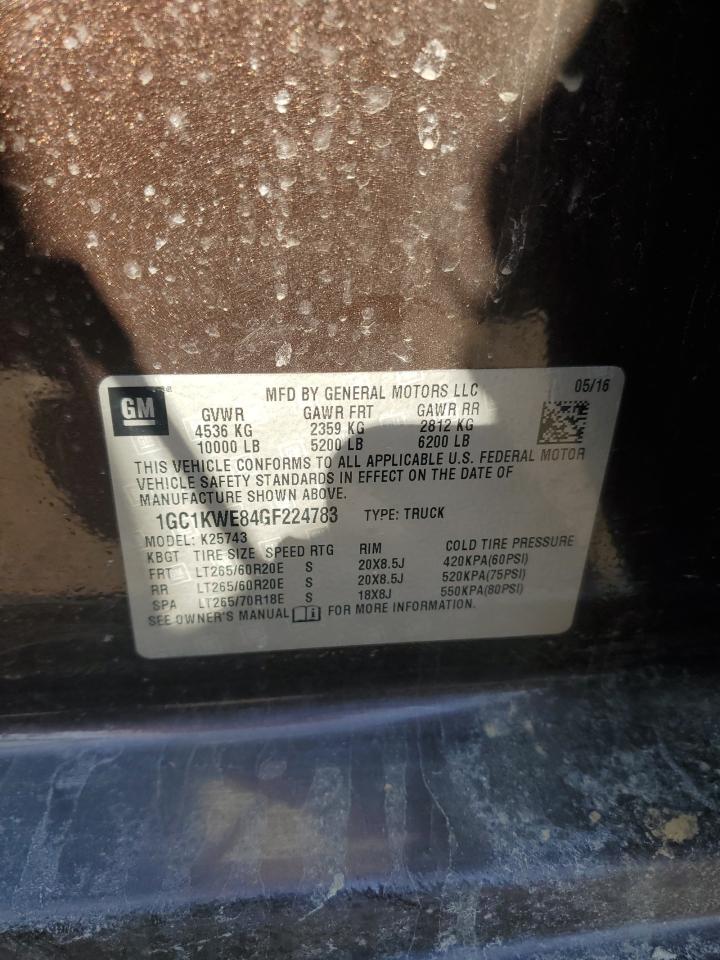 GM
MFD BY GENERAL MOTORS LLC 05/16
GVWR GAWR FRT GAWR RR
4536 KG 2359 KG 2812 KG
10000 LB 5200 LB 6200 LB
THIS VEHICLE CONFORMS TO ALL APPLICABLE U.S. FEDERAL MOTOR
VEHICLE SAFETY STANDARDS IN EFFECT ON THE DATE OF
MANUFACTURE SHOWN ABOVE.
1GC1KWE84GF224783 TYPE: TRUCK
MODEL: K25743
KBGT TIRE SIZE SPEED RTG RIM COLD TIRE PRESSURE
FRT LT265/60R20E S 20X8.5J 420KPA(60PSI)
RR LT265/60R20E S 20X8.5J 520KPA(75PSI)
SPA LT265/70R18E S 18X8J 550KPA(80PSI)
SEE OWNER'S MANUAL FOR MORE INFORMATION.